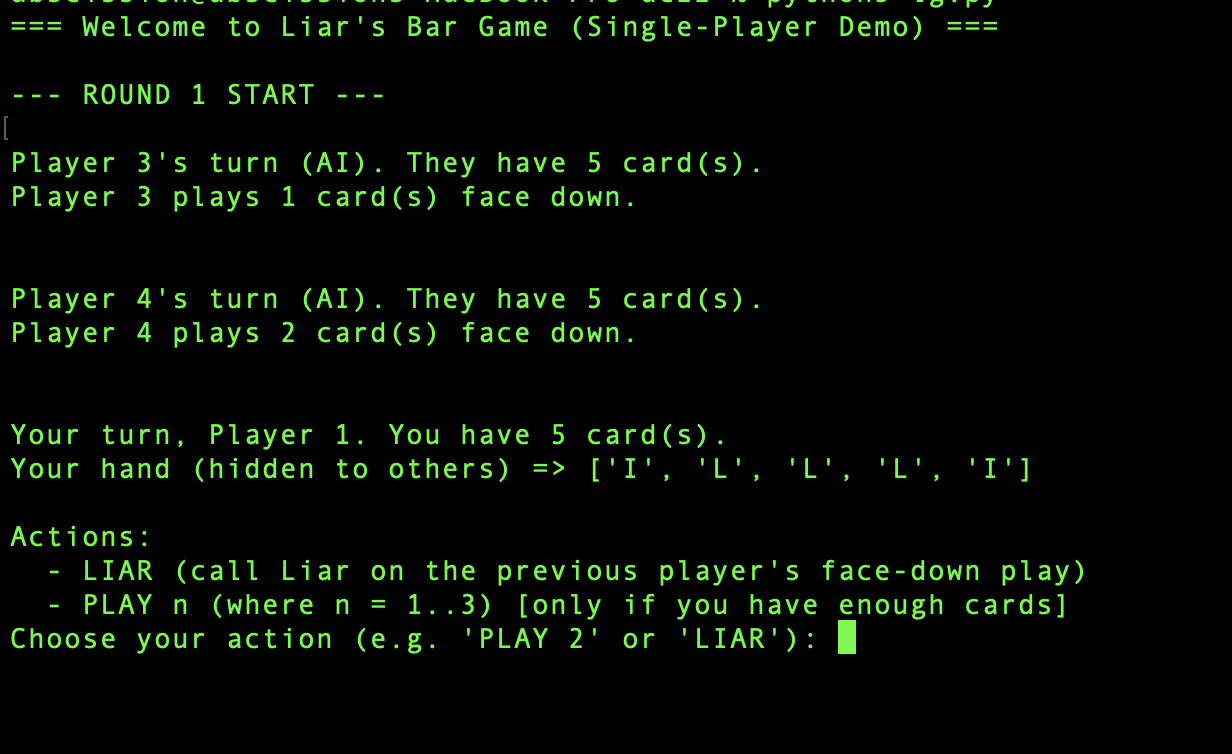 === Welcome to Liar's Bar Game (Single-Player Demo) ===
--- ROUND 1 START ---
[
Player 3's turn (AI). They have 5 card(s).
Player 3 plays 1 card(s) face down.
Player 4's turn (AI). They have 5 card(s).
Player 4 plays 2 card(s) face down.
Your turn, Player 1. You have 5 card(s).
Your hand (hidden to others) => ['I', 'L', 'L', 'L', 'I']
Actions:
- LIAR (call Liar on the previous player's face-down play)
- PLAY n (where n = 1..3) [only if you have enough cards]
Choose your action (e.g. 'PLAY 2' or 'LIAR'):